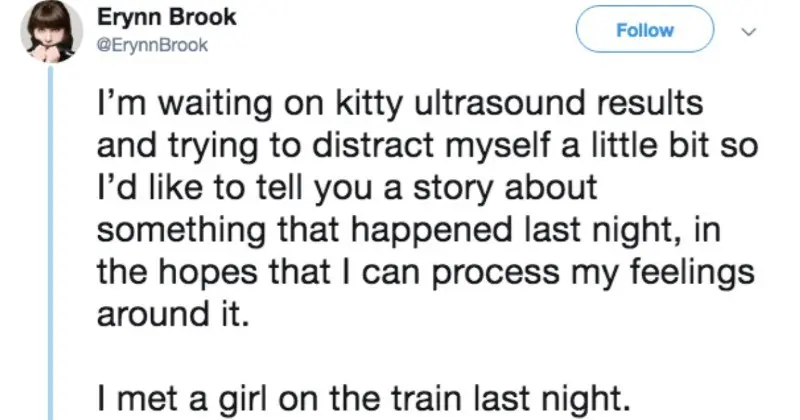 Erynn Brook
@ErynnBrook
Follow
I'm waiting on kitty ultrasound results
and trying to distract myself a little bit so
I'd like to tell you a story about
something that happened last night, in
the hopes that I can process my feelings
around it.
I met a girl on the train last night.